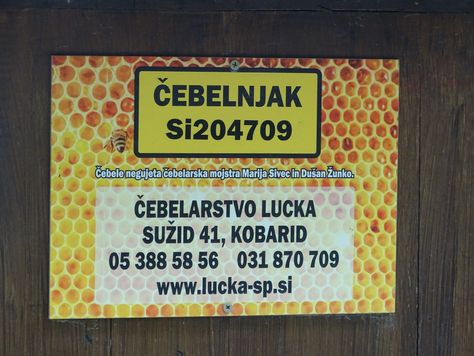 ČEBELNJAK
Si204709
Čebele negujeta čebelarska mojstra Marija Sivec in Dušan Žunko.
ČEBELARSTVO LUCKA
SUŽID 41, KOBARID
05 388 58 56 031 870 709
www.lucka-sp.si